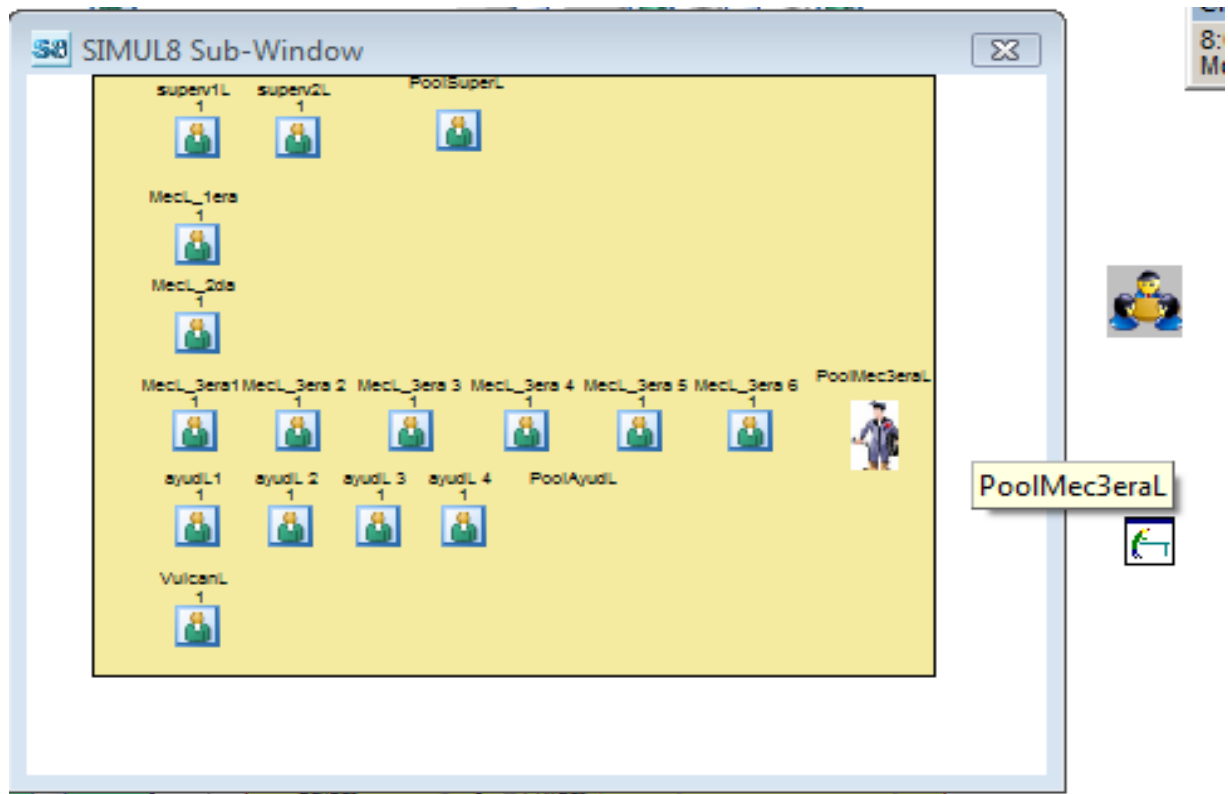 S8 SIMUL8 Sub-Window
superv1L superv2L PoolSuperL
1 1
MecL_1era
1
MecL_2da
1
MecL_3era1 MecL_3era 2 MecL_3era 3 MecL_3era 4 MecL_3era 5 MecL_3era 6 PoolMec3eraL
1 1 1 1 1 1
ayudL1 ayudL 2 ayudL 3 ayudL 4 PoolAyudL
1 1 1 1
PoolMec3eraL
VulcanL
1
8: